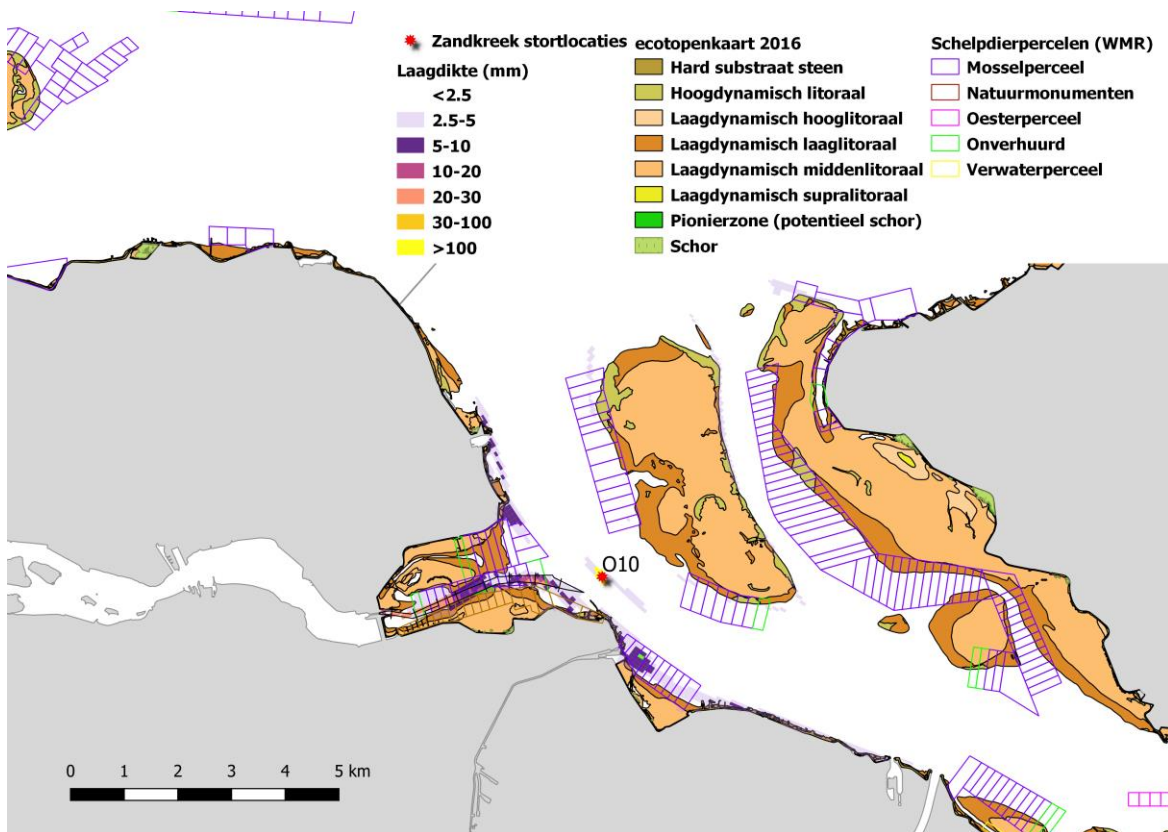 Zandkreek stortlocaties
Laagdikte (mm)
<2.5
2.5-5
5-10
10-20
20-30
30-100
>100
ecotopenkaart 2016
Hard substraat steen
Hoogdynamisch litoraal
Laagdynamisch hooglitoraal
Laagdynamisch laaglitoraal
Laagdynamisch middenlitoraal
Laagdynamisch supralitoraal
Pionierzone (potentieel schor)
Schor
Schelpdierpercelen (WMR)
Mosselperceel
Natuurmonumenten
Oesterperceel
Onverhuurd
Verwaterperceel
O10
0 1 2 3 4 5 km